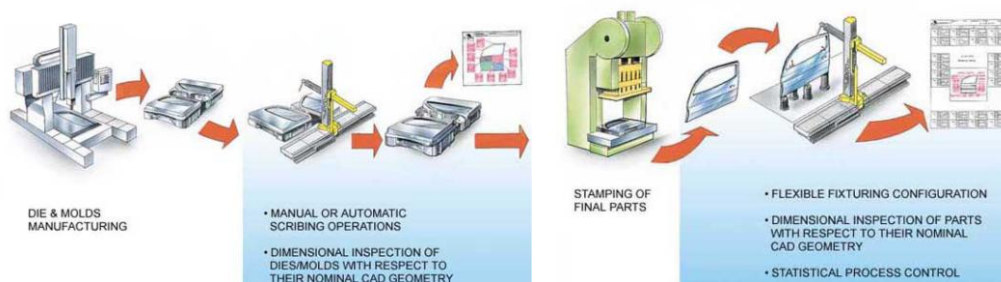 DIE & MOLDS
MANUFACTURING
• MANUAL OR AUTOMATIC
SCRIBING OPERATIONS
• DIMENSIONAL INSPECTION OF
DIES/MOLDS WITH RESPECT TO
THEIR NOMINAL CAD GEOMETRY
STAMPING OF
FINAL PARTS
• FLEXIBLE FIXTURING CONFIGURATION
• DIMENSIONAL INSPECTION OF PARTS
WITH RESPECT TO THEIR NOMINAL
CAD GEOMETRY
• STATISTICAL PROCESS CONTROL